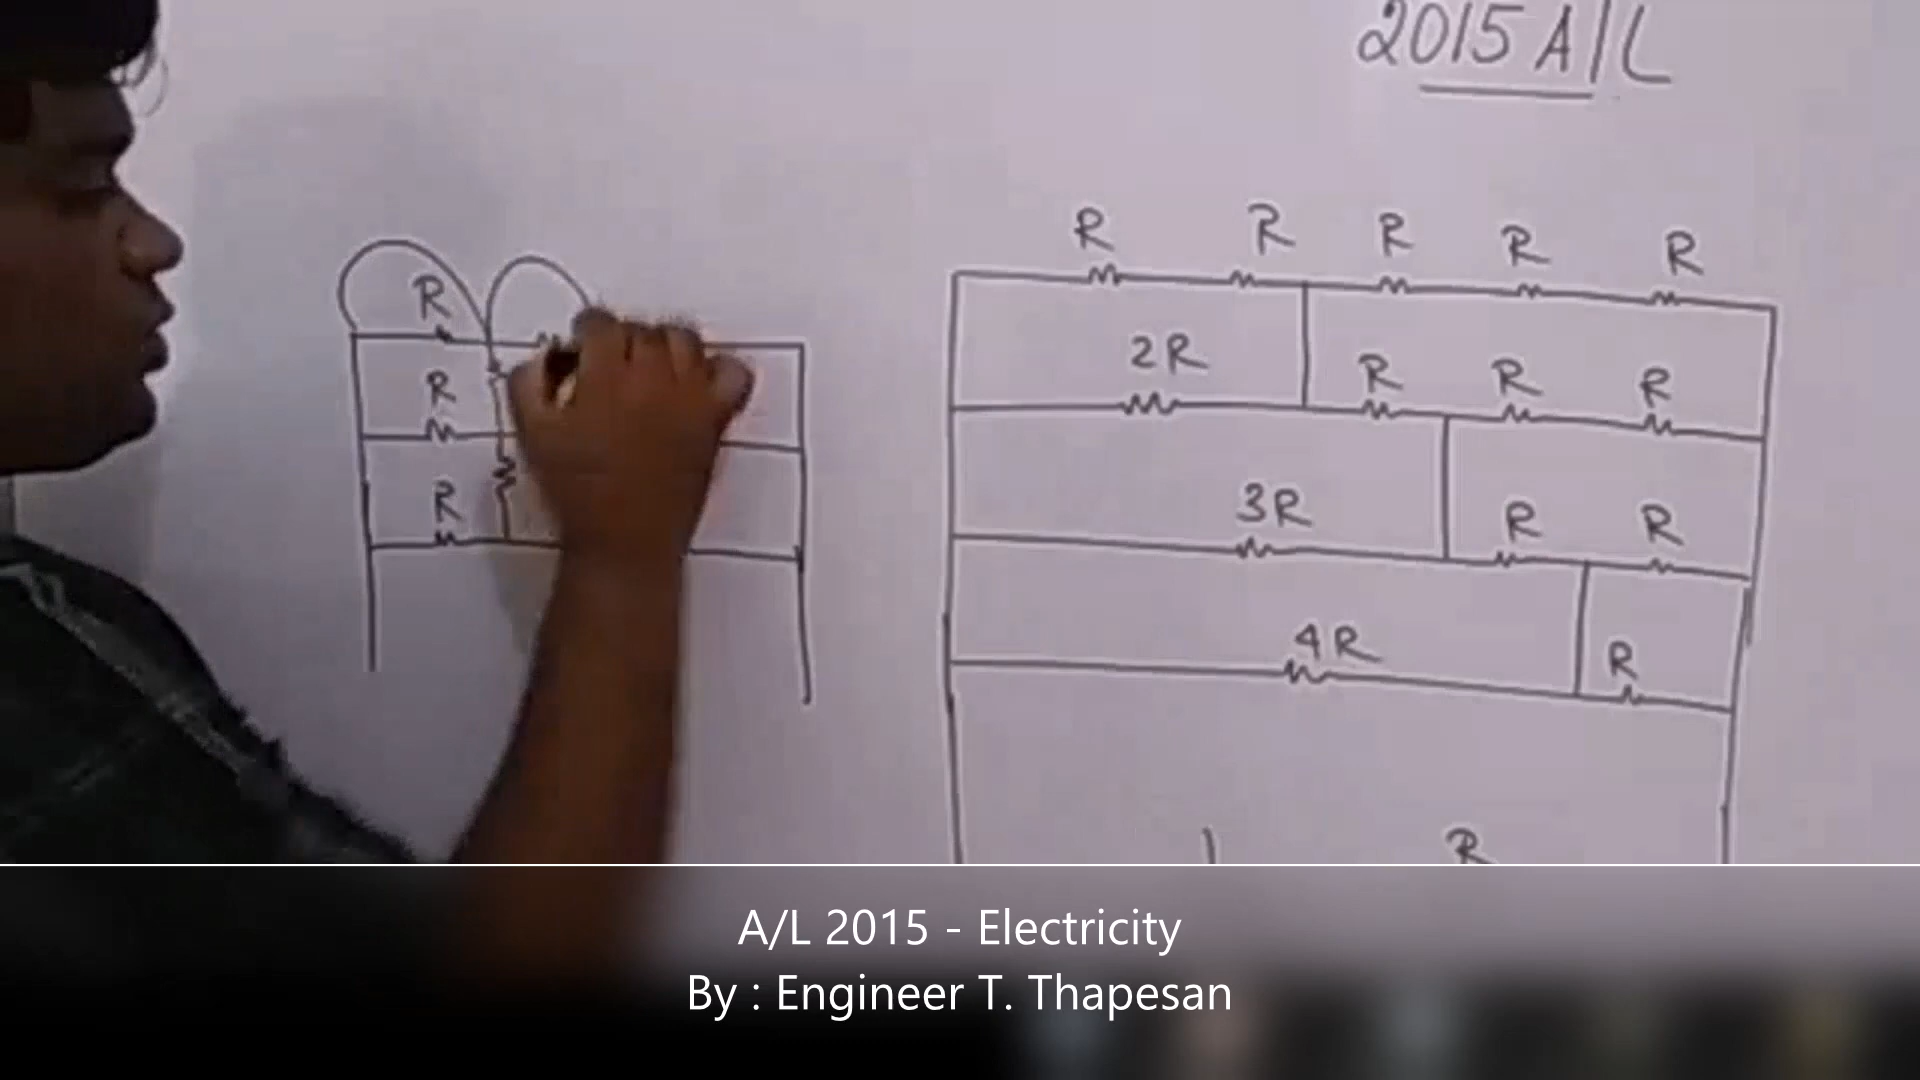 2015 A/L
R R R R R
R
2R R R R
R
3R R R
R
4R R
R
A/L 2015 - Electricity
By : Engineer T. Thapesan